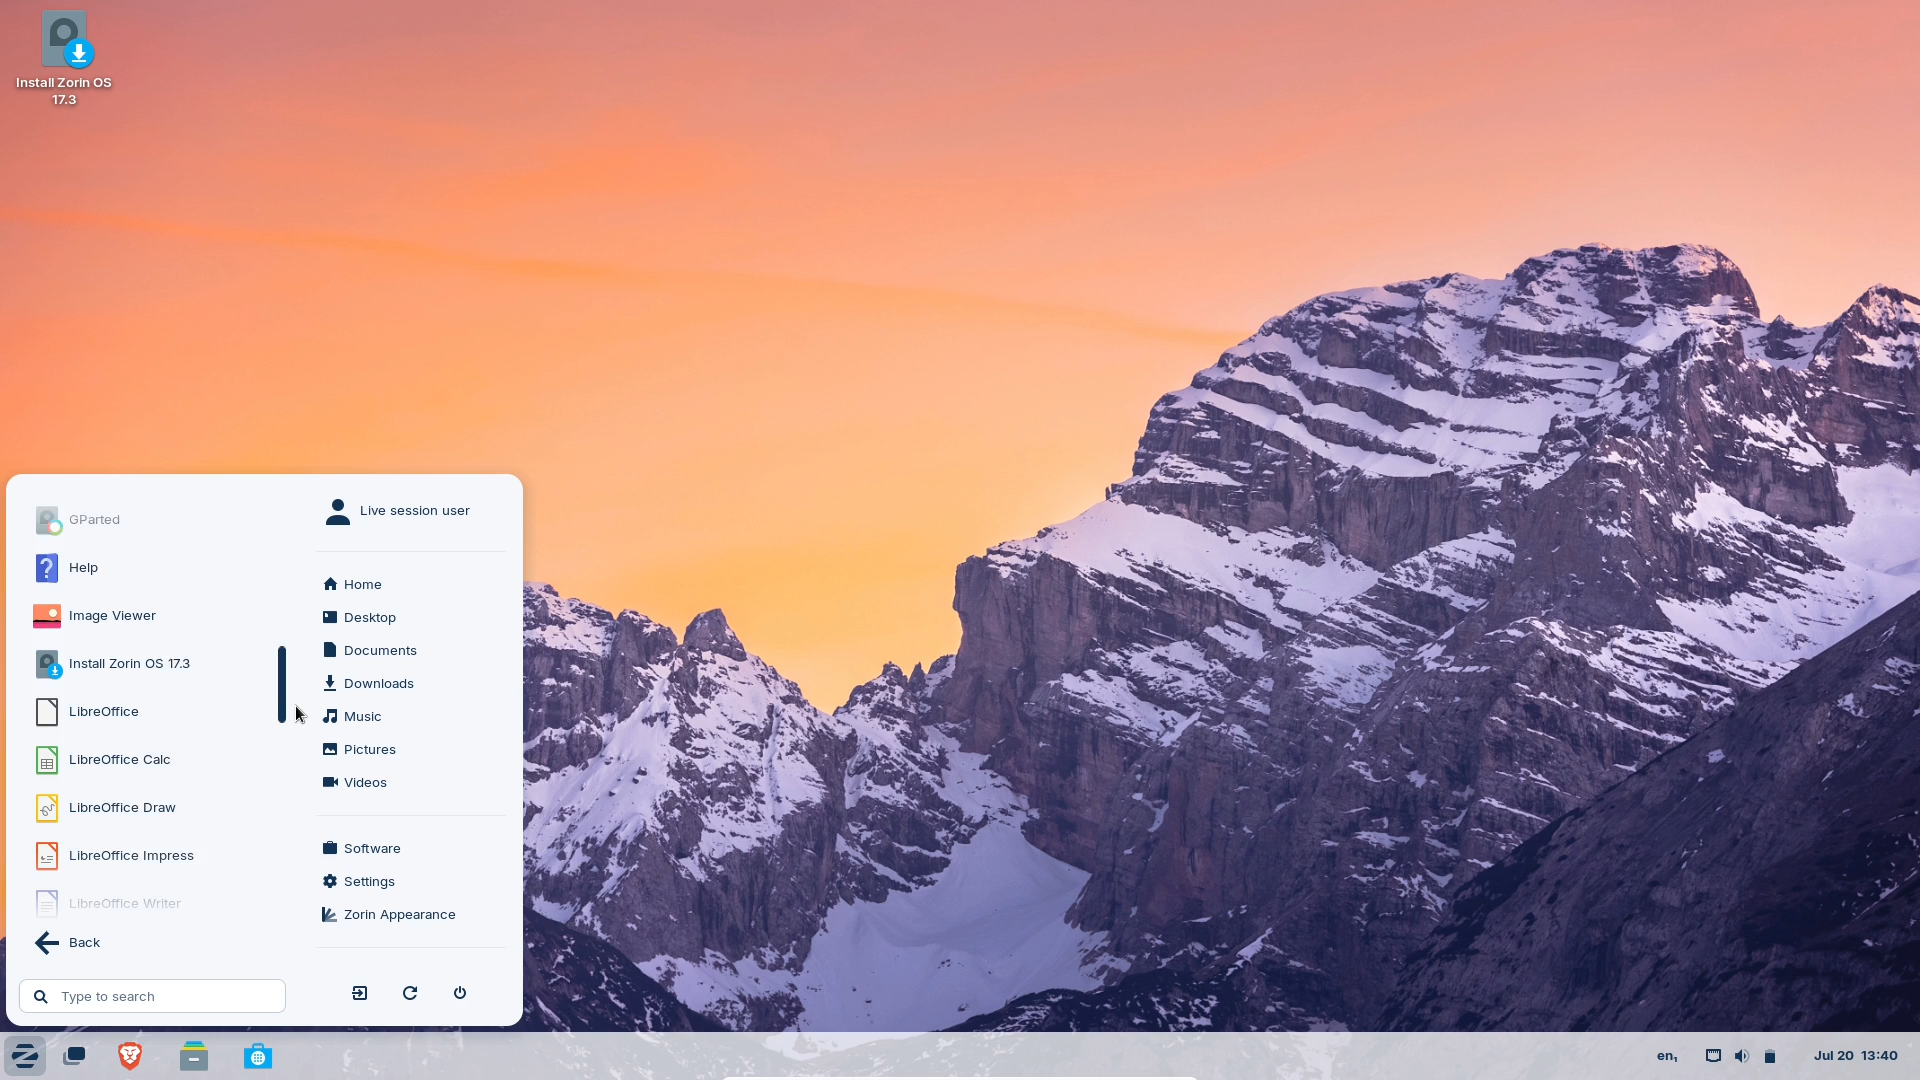 Install Zorin OS
17.3
GParted
Help
Image Viewer
Install Zorin OS 17.3
LibreOffice
LibreOffice Calc
LibreOffice Draw
LibreOffice Impress
LibreOffice Writer
Back
Type to search
Live session user
Home
Desktop
Documents
Downloads
Music
Pictures
Videos
Software
Settings
Zorin Appearance
en₁
Jul 20 13:40